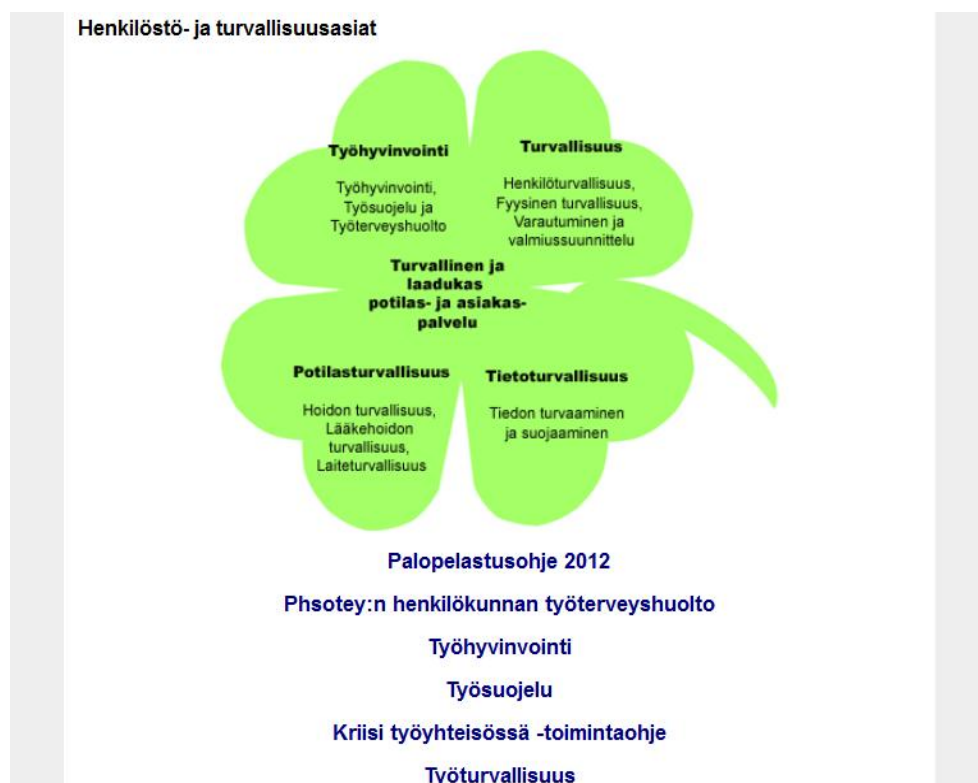 Henkilöstö- ja turvallisuusasiat
Työhyvinvointi
Työhyvinvointi,
Työsuojelu ja
Työterveyshuolto
Turvallisuus
Henkilöturvallisuus,
Fyysinen turvallisuus,
Varautuminen ja
valmiussuunnittelu
Turvallinen ja
laadukas
potilas- ja asiakas-
palvelu
Potilasturvallisuus
Hoidon turvallisuus,
Lääkehoidon
turvallisuus,
Laiteturvallisuus
Tietoturvallisuus
Tiedon turvaaminen
ja suojaaminen
Palopelastusohje 2012
Phsotey:n henkilökunnan työterveyshuolto
Työhyvinvointi
Työsuojelu
Kriisi työyhteisössä -toimintaohje
Työturvallisuus